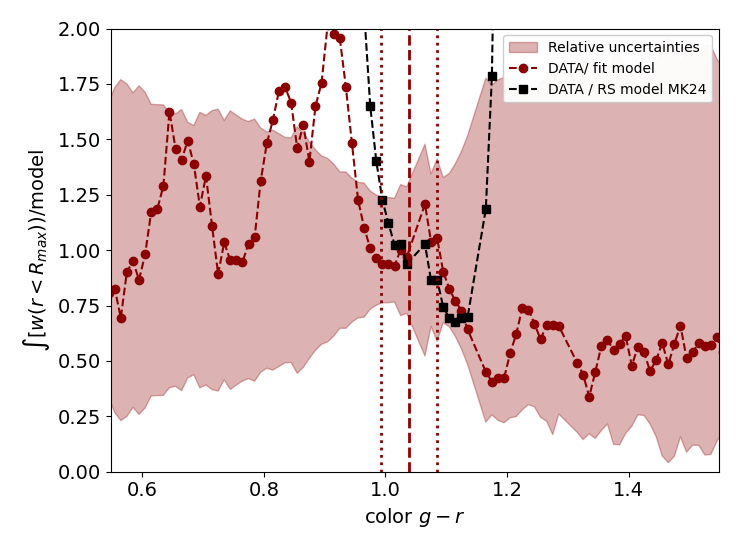 2.00
1.75
1.50
1.25
1.00
0.75
0.50
0.25
0.00
∫[w(r < R_max))/model
Relative uncertainties
DATA/ fit model
DATA / RS model MK24
0.6 0.8 1.0 1.2 1.4
color g − r